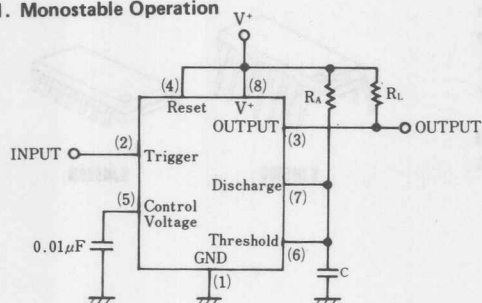 1. Monostable Operation
V⁺
(4)
(8)
Reset
V⁺
RA
RL
OUTPUT
(3)
OUTPUT
INPUT
(2)
Trigger
Discharge
(7)
(5)
Control
Voltage
0.01μF
Threshold
(6)
GND
(1)
C